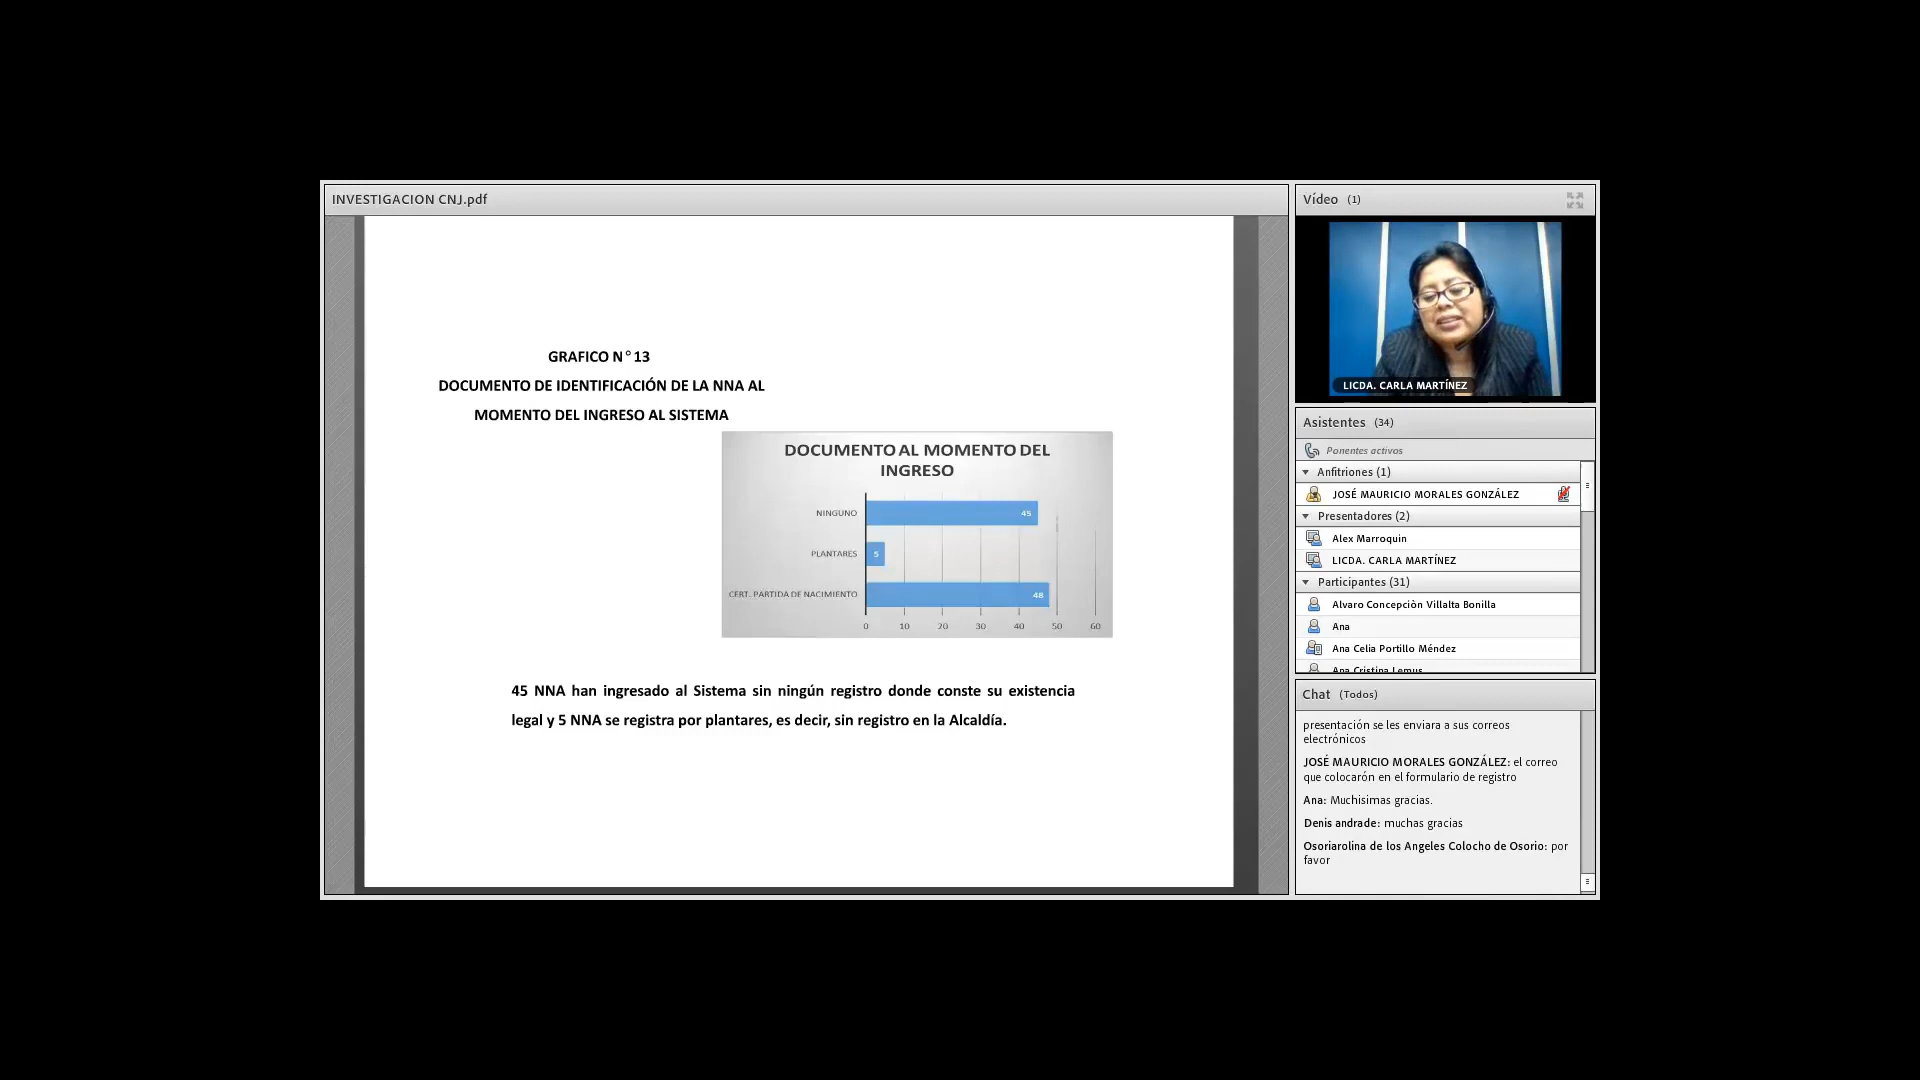 INVESTIGACION CNJ.pdf
GRAFICO N°13
DOCUMENTO DE IDENTIFICACIÓN DE LA NNA AL
MOMENTO DEL INGRESO AL SISTEMA
DOCUMENTO AL MOMENTO DEL
INGRESO
NINGUNO
45
PLANTARES
5
CERT. PARTIDA DE NACIMIENTO
48
0 10 20 30 40 50 60
45 NNA han ingresado al Sistema sin ningún registro donde conste su existencia
legal y 5 NNA se registra por plantares, es decir, sin registro en la Alcaldía.
Vídeo (1)
LICDA. CARLA MARTÍNEZ
Asistentes (34)
Ponentes activos
Anfitriones (1)
JOSÉ MAURICIO MORALES GONZÁLEZ
Presentadores (2)
Alex Marroquin
LICDA. CARLA MARTÍNEZ
Participantes (31)
Alvaro Concepciòn Villalta Bonilla
Ana
Ana Celia Portillo Méndez
Ana Cristina Lemus
Chat (Todos)
presentación se les enviara a sus correos
electrónicos
JOSÉ MAURICIO MORALES GONZÁLEZ: el correo
que colocarón en el formulario de registro
Ana: Muchisimas gracias.
Denis andrade: muchas gracias
Osoriarolina de los Angeles Colocho de Osorio: por
favor